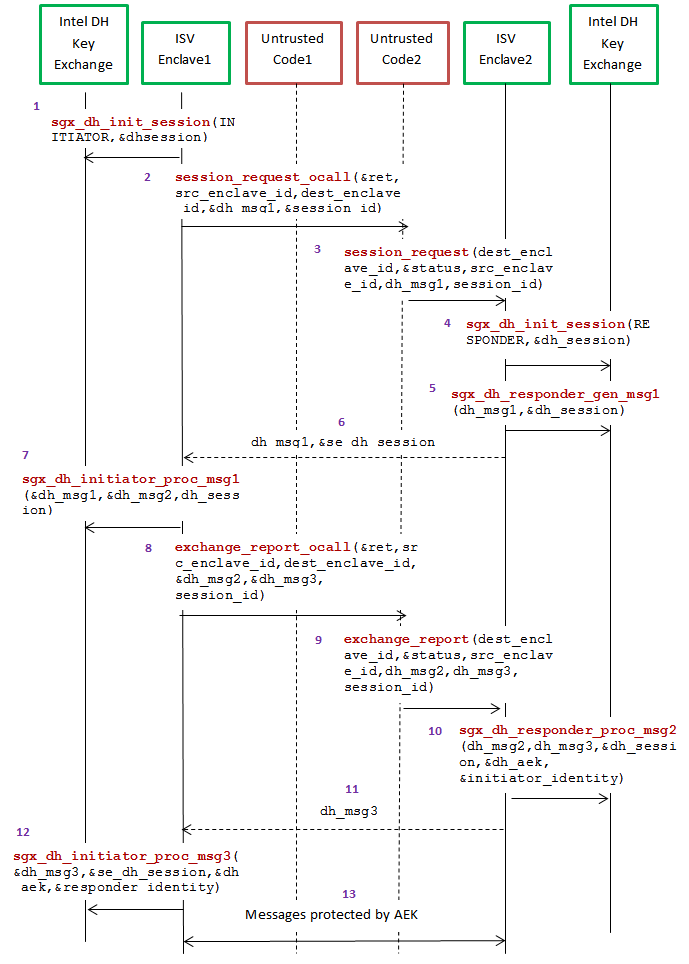 Intel DH
Key
Exchange
ISV
Enclave1
Untrusted
Code1
Untrusted
Code2
ISV
Enclave2
Intel DH
Key
Exchange
1
sgx_dh_init_session(IN
ITIATOR,&dhsession)
2
session_request_ocall(&ret,
src_enclave_id,dest_enclave
_id,&dh_msg1,&session_id)
3
session_request(dest_encl
ave_id,&status,src_enclav
e_id,dh_msg1,session_id)
4
sgx_dh_init_session(RE
SPONDER,&dh_session)
5
sgx_dh_responder_gen_msg1
(dh_msg1,&dh_session)
6
dh_msg1,&se_dh_session
7
sgx_dh_initiator_proc_msg1
(&dh_msg1,&dh_msg2,dh_sess
ion)
8
exchange_report_ocall(&ret,sr
c_enclave_id,dest_enclave_id,
&dh_msg2,&dh_msg3,
session_id)
9
exchange_report(dest_encl
ave_id,&status,src_enclav
e_id,dh_msg2,dh_msg3,
session_id)
10
sgx_dh_responder_proc_msg2
(dh_msg2,dh_msg3,&dh_sessi
on,&dh_aek,
&initiator_identity)
11
dh_msg3
12
sgx_dh_initiator_proc_msg3(
&dh_msg3,&se_dh_session,&dh
_aek,&responder_identity)
13
Messages protected by AEK